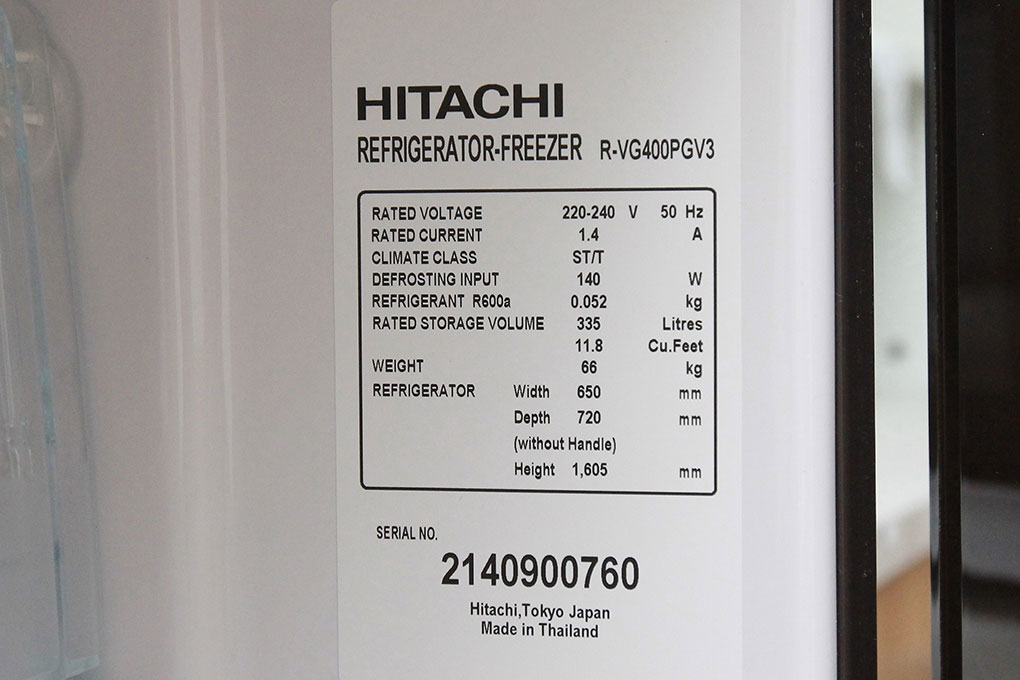 HITACHI
REFRIGERATOR-FREEZER R-VG400PGV3
RATED VOLTAGE 220-240 V 50 Hz
RATED CURRENT 1.4 A
CLIMATE CLASS ST/T
DEFROSTING INPUT 140 W
REFRIGERANT R600a 0.052 kg
RATED STORAGE VOLUME 335 Litres
11.8 Cu.Feet
WEIGHT 66 kg
REFRIGERATOR Width 650 mm
Depth 720 mm
(without Handle)
Height 1,605 mm
SERIAL NO.
2140900760
Hitachi,Tokyo Japan
Made in Thailand